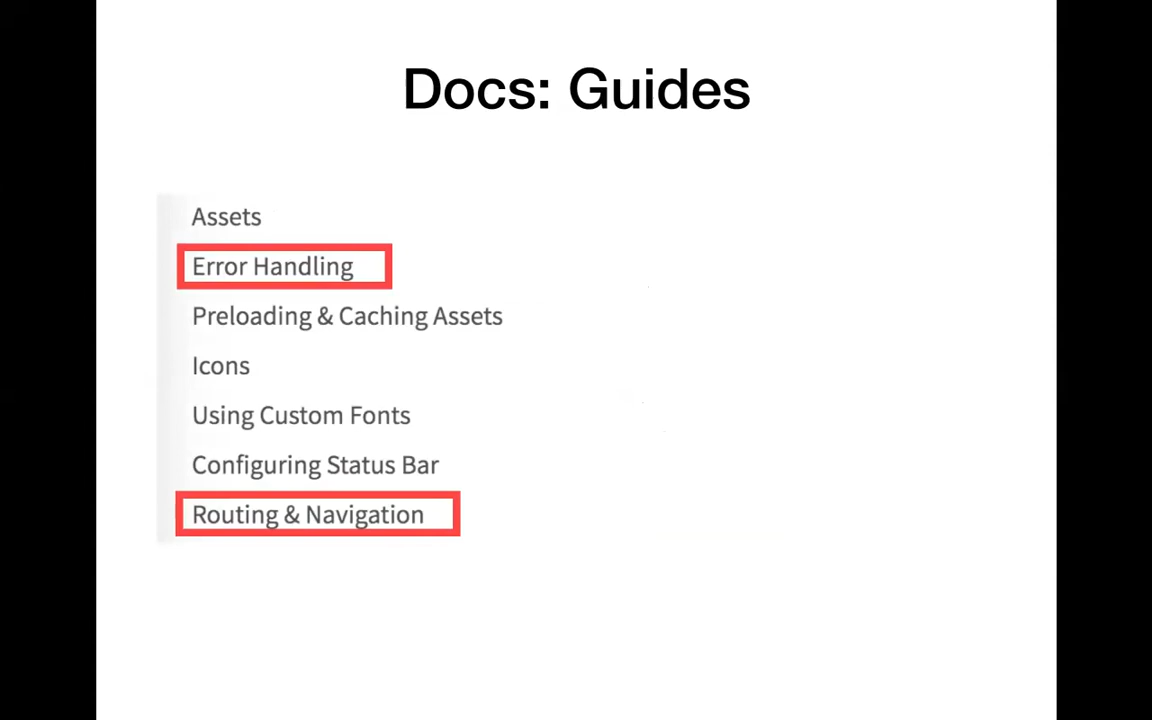 Docs: Guides
Assets
Error Handling
Preloading & Caching Assets
Icons
Using Custom Fonts
Configuring Status Bar
Routing & Navigation